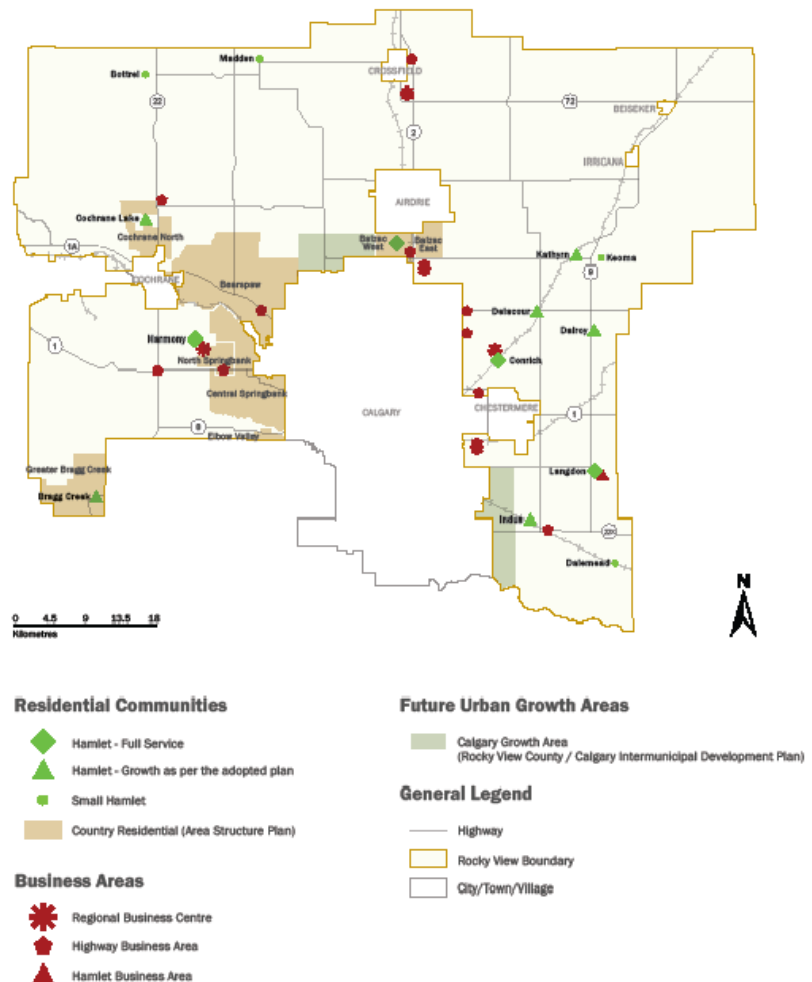 Madden
Bottrel
CROSSFIELD
22
72
BEISEKER
2
IRRICANA
AIRDRIE
Cochrane Lake
Cochrane North
1A
Balzac
West
Balzac
East
Kathyrn
Keoma
COCHRANE
Bearspaw
9
Delacour
Dalroy
Harmony
1
North Springbank
Conrich
Central Springbank
CALGARY
CHESTERMERE
1
8
Elbow Valley
Greater Bragg Creek
Bragg Creek
Langdon
Indus
22X
Dalemead
N
0 4.5 9 13.5 18
Kilometres
Residential Communities
Hamlet - Full Service
Hamlet - Growth as per the adopted plan
Small Hamlet
Country Residential (Area Structure Plan)
Business Areas
Regional Business Centre
Highway Business Area
Hamlet Business Area
Future Urban Growth Areas
Calgary Growth Area
(Rocky View County / Calgary Intermunicipal Development Plan)
General Legend
Highway
Rocky View Boundary
City/Town/Village